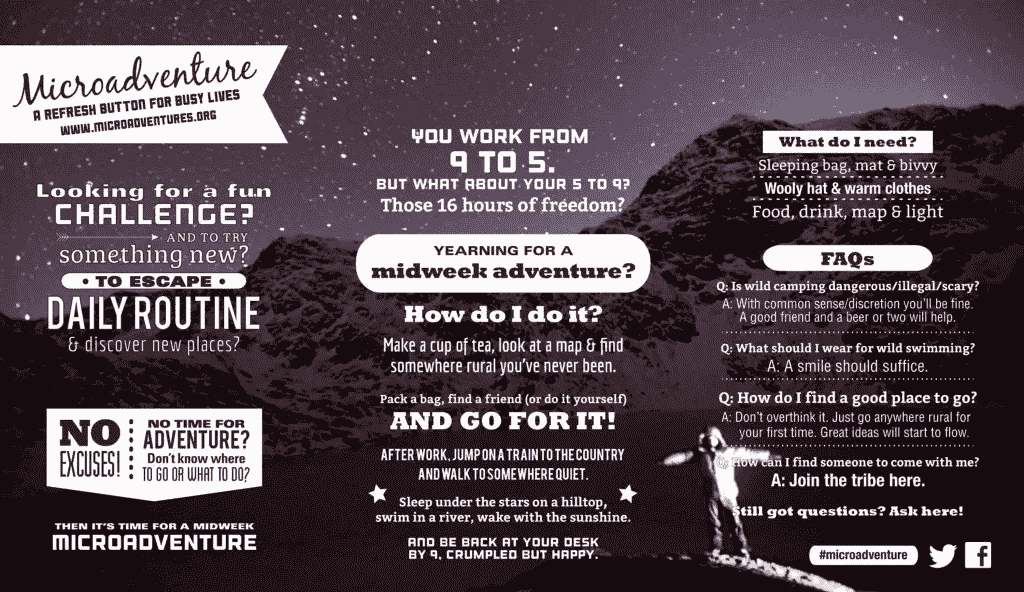 Microadventure
A REFRESH BUTTON FOR BUSY LIVES
WWW.MICROADVENTURES.ORG
Looking for a fun
CHALLENGE?
AND TO TRY
something new?
• TO ESCAPE •
DAILY ROUTINE
& discover new places?
NO
EXCUSES!
NO TIME FOR
ADVENTURE?
Don't know where
TO GO OR WHAT TO DO?
THEN IT'S TIME FOR A MIDWEEK
MICROADVENTURE
YOU WORK FROM
9 TO 5.
BUT WHAT ABOUT YOUR 5 TO 9?
Those 16 hours of freedom?
YEARNING FOR A
midweek adventure?
How do I do it?
Make a cup of tea, look at a map & find
somewhere rural you've never been.
Pack a bag, find a friend (or do it yourself)
AND GO FOR IT!
AFTER WORK, JUMP ON A TRAIN TO THE COUNTRY
AND WALK TO SOMEWHERE QUIET.
Sleep under the stars on a hilltop,
swim in a river, wake with the sunshine.
AND BE BACK AT YOUR DESK
BY 9, CRUMPLED BUT HAPPY.
What do I need?
Sleeping bag, mat & bivvy
Wooly hat & warm clothes
Food, drink, map & light
FAQs
Q: Is wild camping dangerous/illegal/scary?
A: With common sense/discretion you'll be fine.
A good friend and a beer or two will help.
Q: What should I wear for wild swimming?
A: A smile should suffice.
Q: How do I find a good place to go?
A: Don't overthink it. Just go anywhere rural for
your first time. Great ideas will start to flow.
Q: How can I find someone to come with me?
A: Join the tribe here.
Still got questions? Ask here!
#microadventure